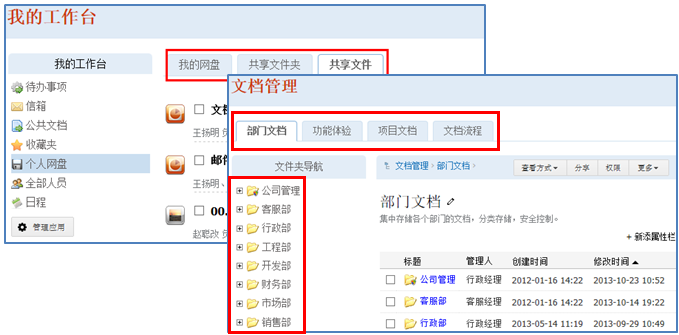 我的工作台
我的工作台
待办事项
信箱
公共文档
收藏夹
个人网盘
全部人员
日程
管理应用
我的网盘 共享文件夹 共享文件
王扬明
邮
王扬明、
00.
赵聪改
文档管理
部门文档 功能体验 项目文档 文档流程
文件夹导航
公司管理
客服部
行政部
工程部
开发部
财务部
市场部
销售部
文档管理 › 部门文档 ›
查看方式 分享 权限 更多
部门文档
集中存储各个部门的文档，分类存储，安全控制。
+ 新添属性栏
标题 管理人 创建时间 修改时间
公司管理 行政经理 2012-01-16 14:22 2013-10-23 10:52
客服部 行政经理 2012-01-16 14:22 2013-10-14 19:22
行政部 行政经理 2013-05-14 11:19 2013-09-29 10:49